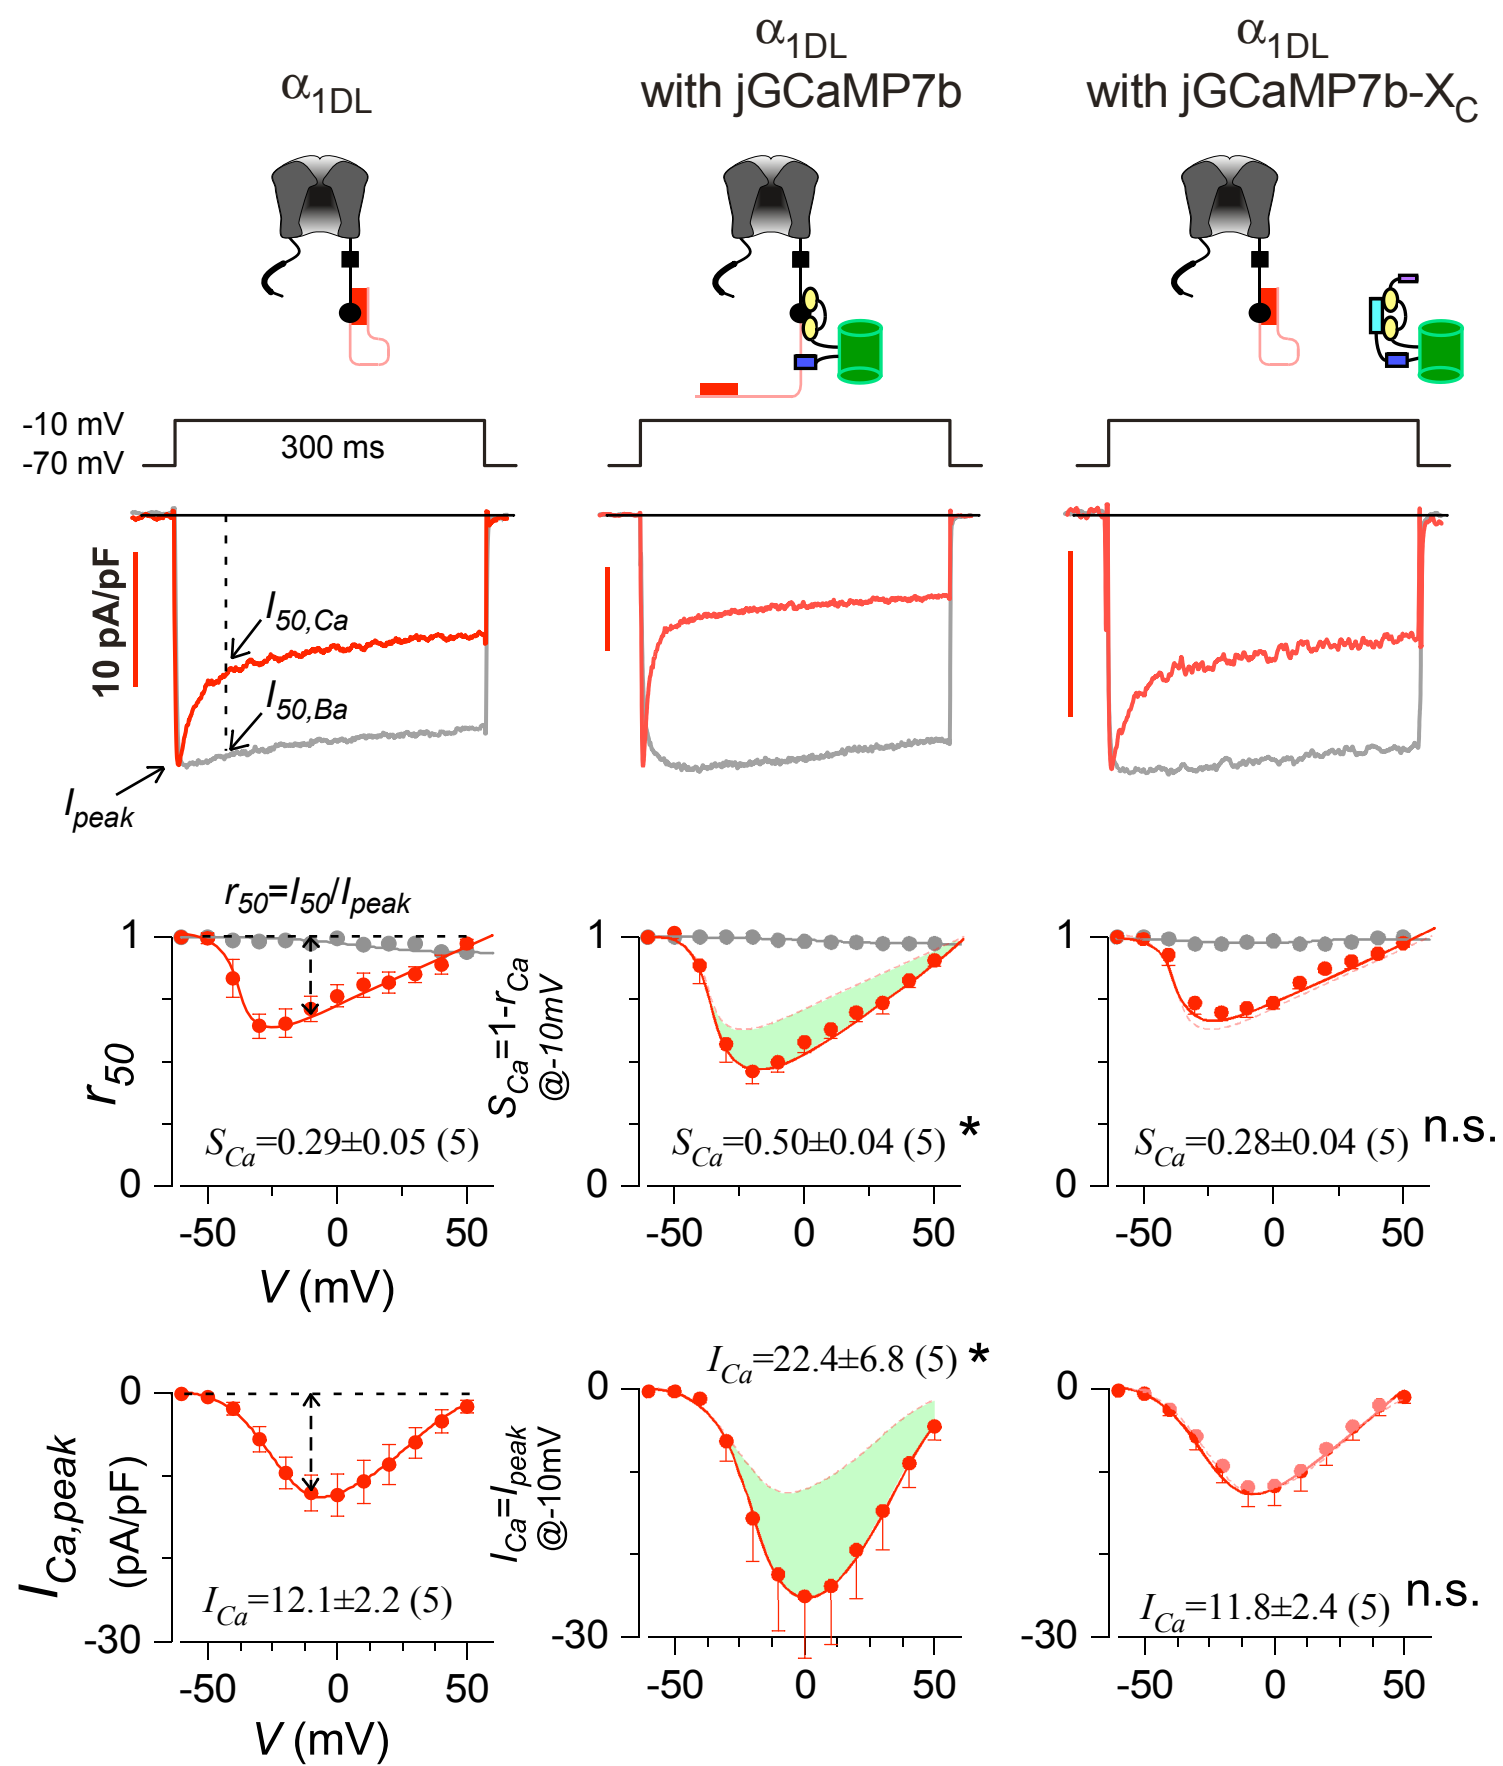 α1DL
α1DL
with jGCaMP7b
α1DL
with jGCaMP7b-XC
-10 mV
-70 mV
300 ms
10 pA/pF
I50,Ca
I50,Ba
Ipeak
r50=I50/Ipeak
r50
1
0
SCa=0.29±0.05 (5)
-50
0
50
V (mV)
SCa=1-rCa
@-10mV
1
0
SCa=0.50±0.04 (5) *
-50
0
50
1
0
SCa=0.28±0.04 (5) n.s.
-50
0
50
ICa,peak
(pA/pF)
0
-30
ICa=12.1±2.2 (5)
-50
0
50
V (mV)
ICa=Ipeak
@-10mV
ICa=22.4±6.8 (5) *
0
-30
-50
0
50
0
-30
ICa=11.8±2.4 (5) n.s.
-50
0
50